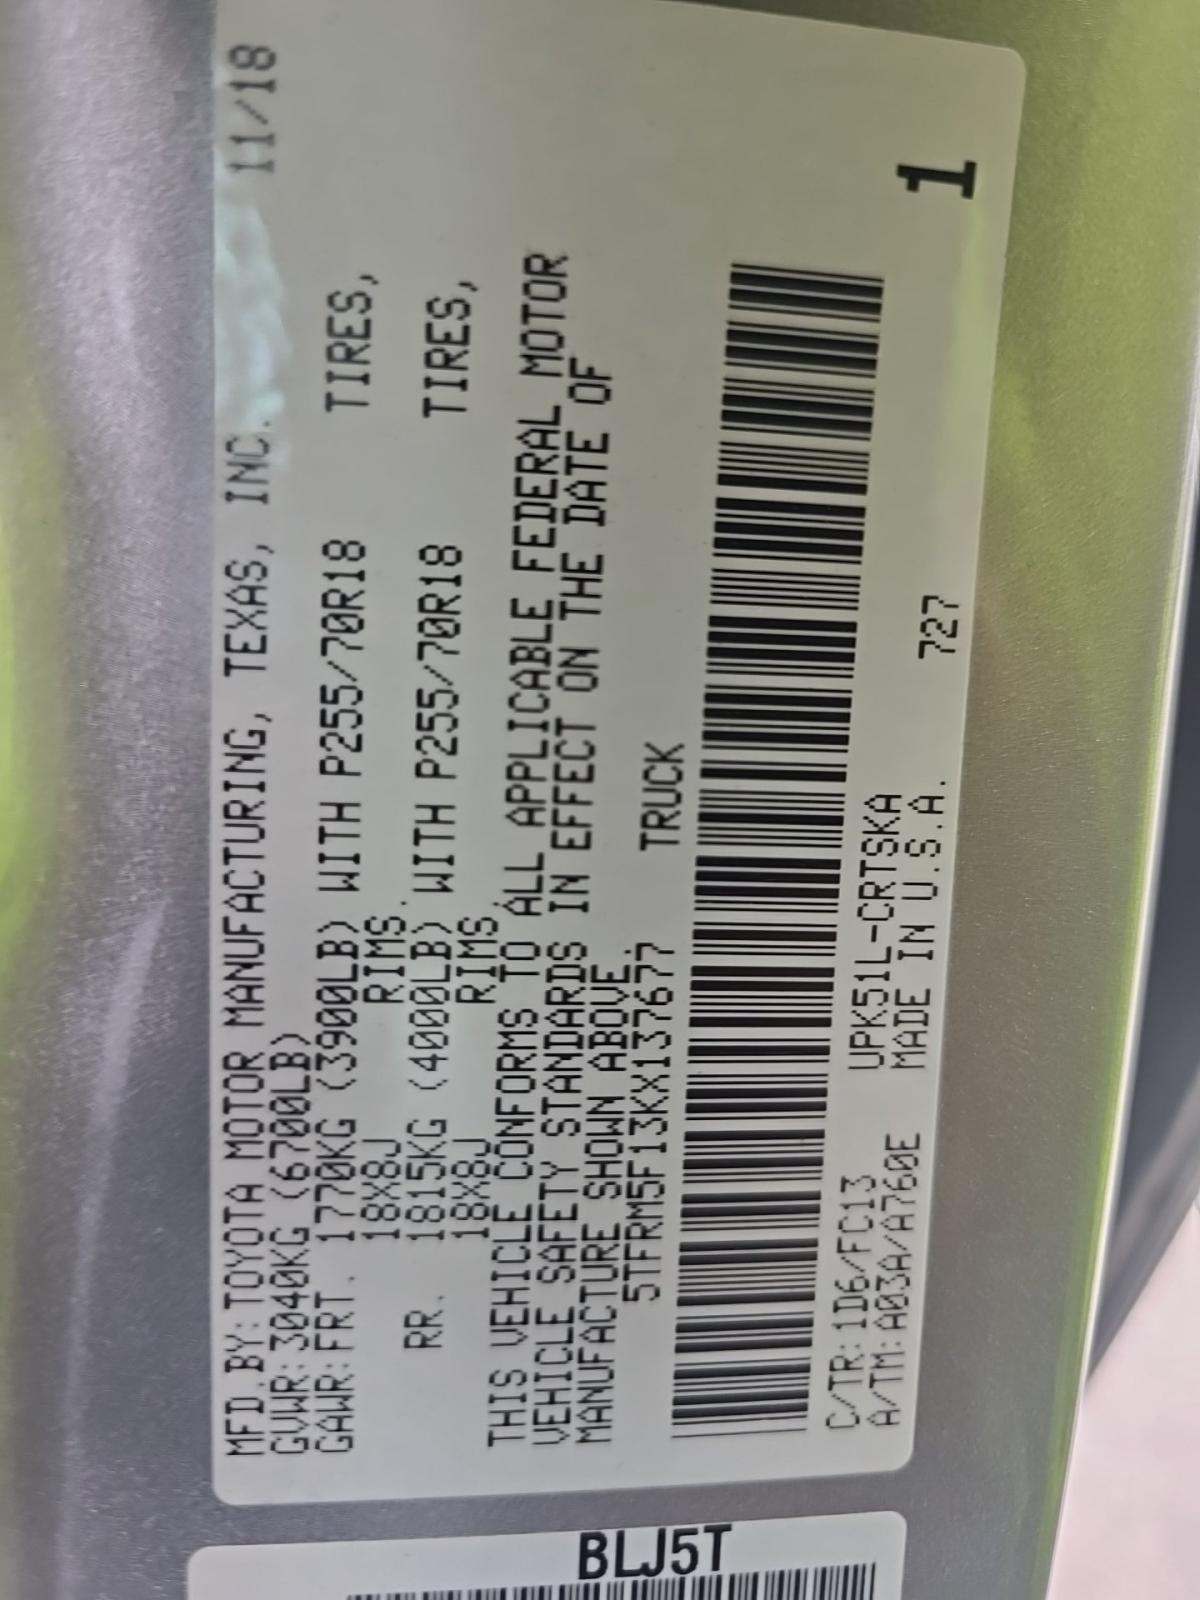 MFD.BY: TOYOTA MOTOR MANUFACTURING, TEXAS, INC. 11/18
GVWR: 3040KG (6700LB)
GAWR: FRT. 1770KG (3900LB) WITH P255/70R18 TIRES,
18X8J RIMS.
RR. 1815KG (4000LB) WITH P255/70R18 TIRES,
18X8J RIMS.
THIS VEHICLE CONFORMS TO ALL APPLICABLE FEDERAL MOTOR
VEHICLE SAFETY STANDARDS IN EFFECT ON THE DATE OF
MANUFACTURE SHOWN ABOVE.
5TFRM5F13KX137677 TRUCK
C/TR: 1D6/FC13 UPK51L-CRTSKA
A/TM: A03A/A760E MADE IN U.S.A. 727
1
BLJ5T